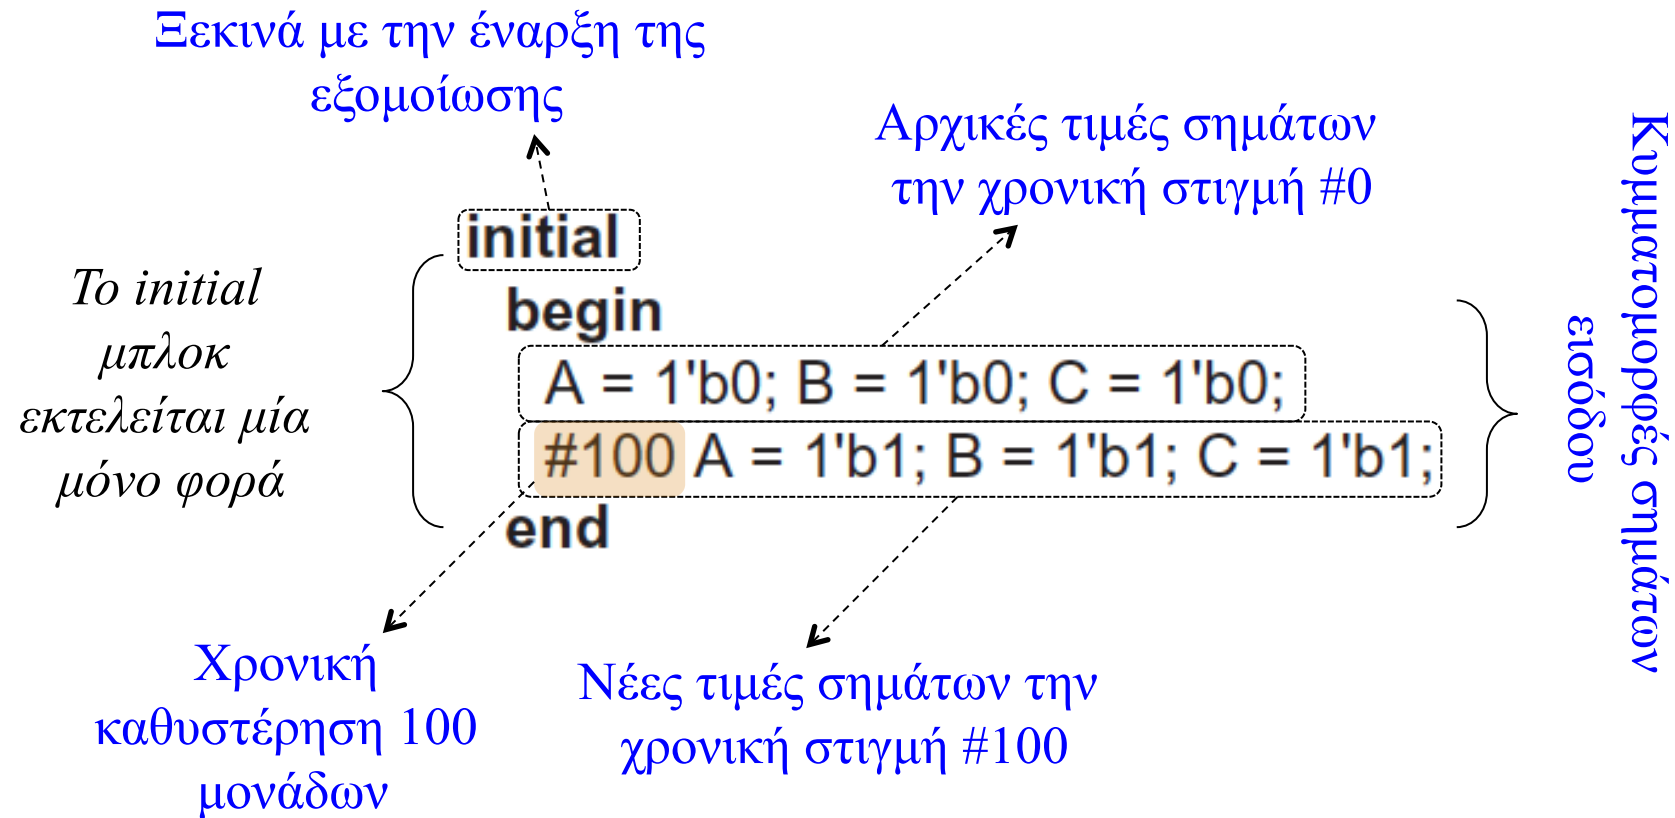 Ξεκινά με την έναρξη της
εξομοίωσης
Αρχικές τιμές σημάτων
την χρονική στιγμή #0
initial
begin
A = 1'b0; B = 1'b0; C = 1'b0;
#100 A = 1'b1; B = 1'b1; C = 1'b1;
end
Το initial
μπλοκ
εκτελείται μία
μόνο φορά
Κυματομορφές σημάτων
εισόδου
Χρονική
καθυστέρηση 100
μονάδων
Νέες τιμές σημάτων την
χρονική στιγμή #100